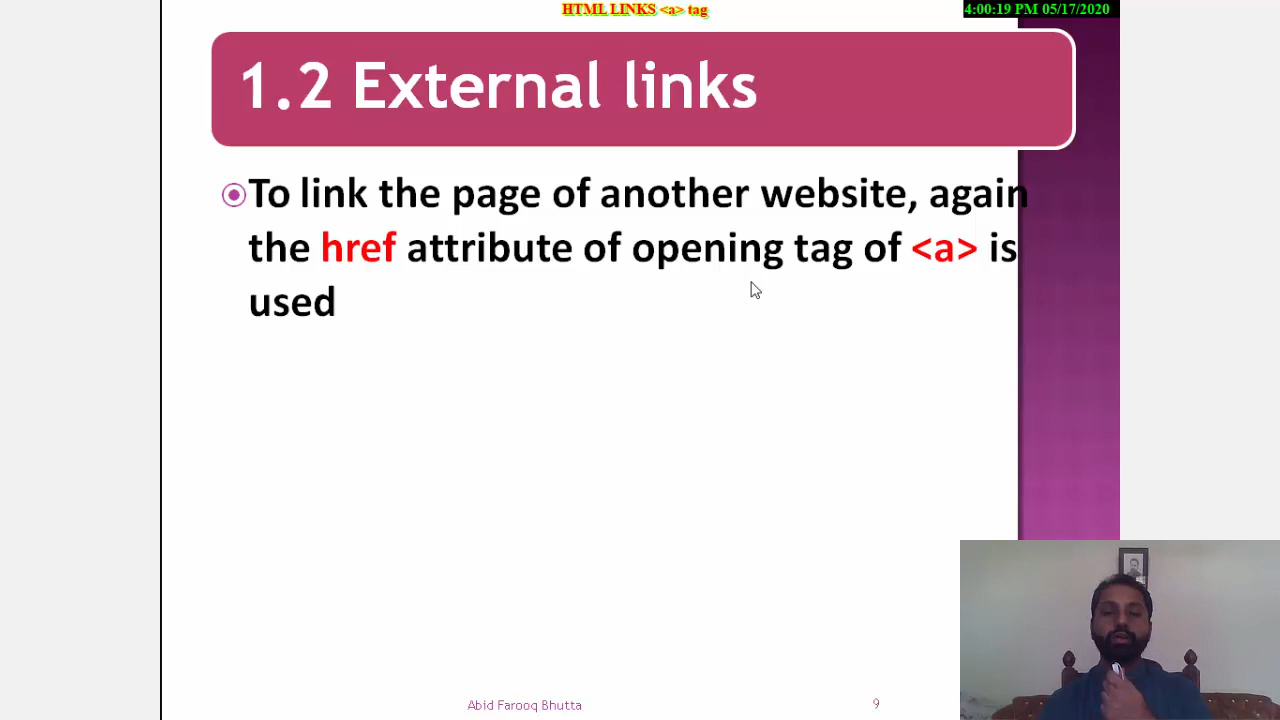 HTML LINKS <a> tag
4:00:19 PM 05/17/2020
1.2 External links
To link the page of another website, again
the href attribute of opening tag of <a> is
used
Abid Farooq Bhutta
9